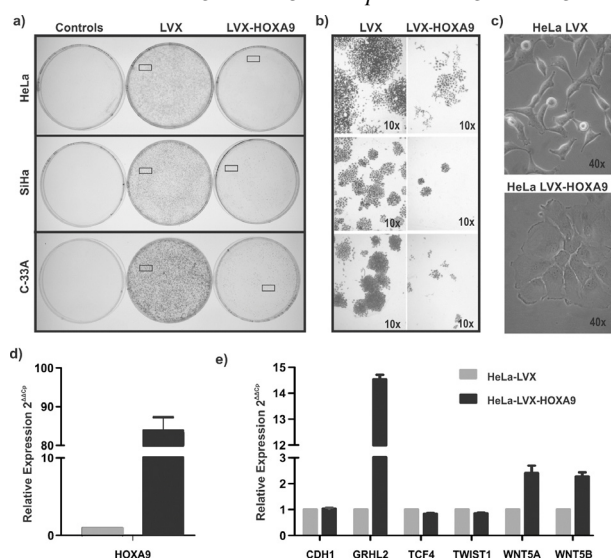 a)
Controls
LVX
LVX-HOXA9
HeLa
SiHa
C-33A
b)
LVX
LVX-HOXA9
10x
10x
10x
10x
10x
10x
c)
HeLa LVX
40x
HeLa LVX-HOXA9
40x
d)
Relative Expression 2^ΔΔCp
100
90
80
10
0
HOXA9
e)
Relative Expression 2^ΔΔCp
15
14
13
3
2
1
0
HeLa-LVX
HeLa-LVX-HOXA9
CDH1
GRHL2
TCF4
TWIST1
WNT5A
WNT5B